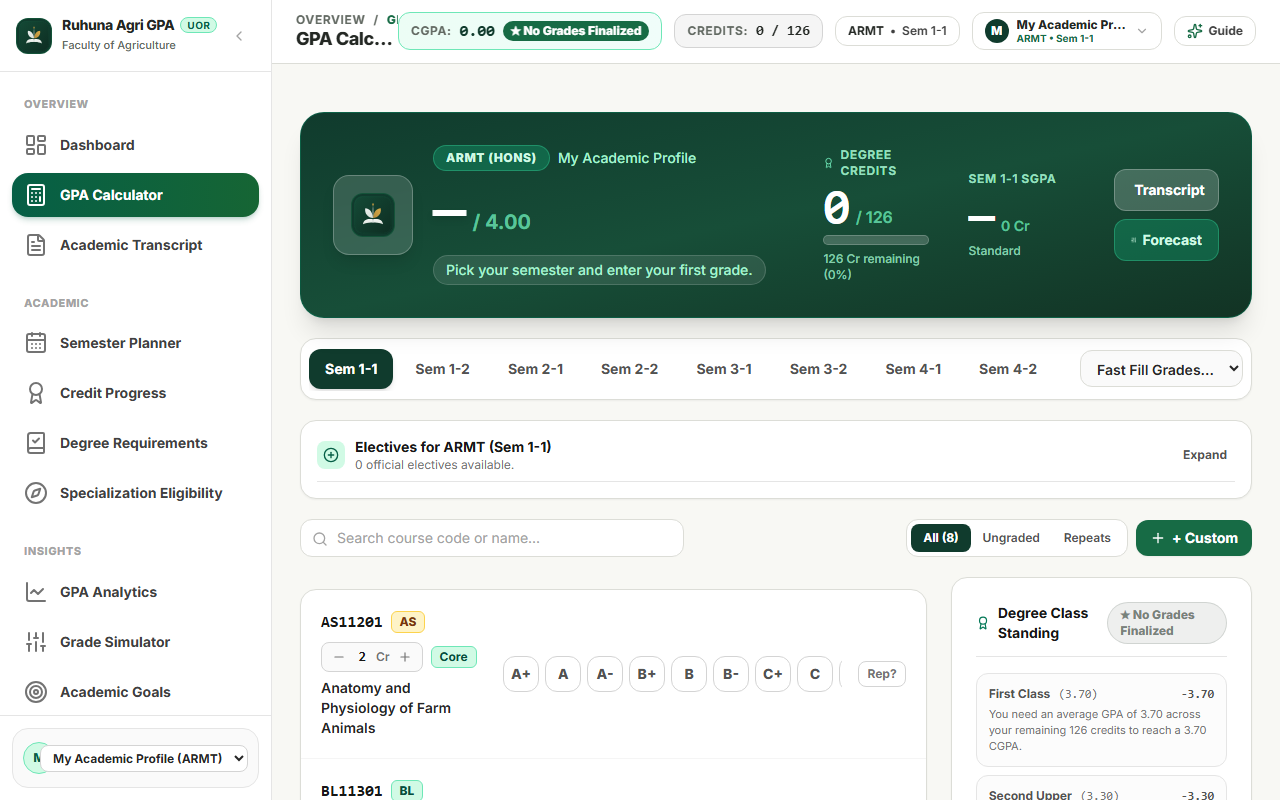 Ruhuna Agri GPA UOR
Faculty of Agriculture
OVERVIEW
Dashboard
GPA Calculator
Academic Transcript
ACADEMIC
Semester Planner
Credit Progress
Degree Requirements
Specialization Eligibility
INSIGHTS
GPA Analytics
Grade Simulator
Academic Goals
My Academic Profile (ARMT)
OVERVIEW /
GPA Calc...
CGPA: 0.00 ★ No Grades Finalized
CREDITS: 0 / 126
ARMT • Sem 1-1
M
My Academic Pr...
ARMT • Sem 1-1
Guide
ARMT (HONS) My Academic Profile
— / 4.00
Pick your semester and enter your first grade.
DEGREE
CREDITS
0 / 126
126 Cr remaining
(0%)
SEM 1-1 SGPA
— 0 Cr
Standard
Transcript
Forecast
Sem 1-1
Sem 1-2
Sem 2-1
Sem 2-2
Sem 3-1
Sem 3-2
Sem 4-1
Sem 4-2
Fast Fill Grades...
Electives for ARMT (Sem 1-1)
0 official electives available.
Expand
Search course code or name...
All (8)
Ungraded
Repeats
+ + Custom
AS11201 AS
− 2 Cr + Core
Anatomy and
Physiology of Farm
Animals
A+ A A- B+ B B- C+ C
Rep?
BL11301 BL
Degree Class
Standing
★ No Grades
Finalized
First Class (3.70) -3.70
You need an average GPA of 3.70 across
your remaining 126 credits to reach a 3.70
CGPA.
Second Upper (3.30) -3.30